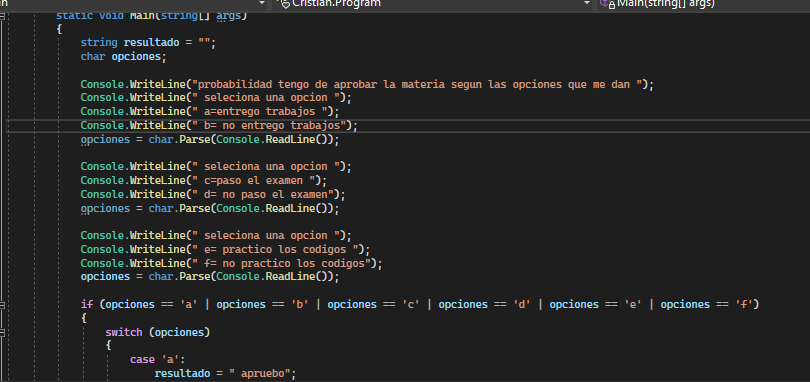 in Cristian.Program Main(string[] args)
static void Main(string[] args)
{
string resultado = "";
char opciones;
Console.WriteLine("probabilidad tengo de aprobar la materia segun las opciones que me dan ");
Console.WriteLine(" seleciona una opcion ");
Console.WriteLine(" a=entrego trabajos ");
Console.WriteLine(" b= no entrego trabajos");
opciones = char.Parse(Console.ReadLine());
Console.WriteLine(" seleciona una opcion ");
Console.WriteLine(" c=paso el examen ");
Console.WriteLine(" d= no paso el examen");
opciones = char.Parse(Console.ReadLine());
Console.WriteLine(" seleciona una opcion ");
Console.WriteLine(" e= practico los codigos ");
Console.WriteLine(" f= no practico los codigos");
opciones = char.Parse(Console.ReadLine());
if (opciones == 'a' | opciones == 'b' | opciones == 'c' | opciones == 'd' | opciones == 'e' | opciones == 'f')
{
switch (opciones)
{
case 'a':
resultado = " apruebo";